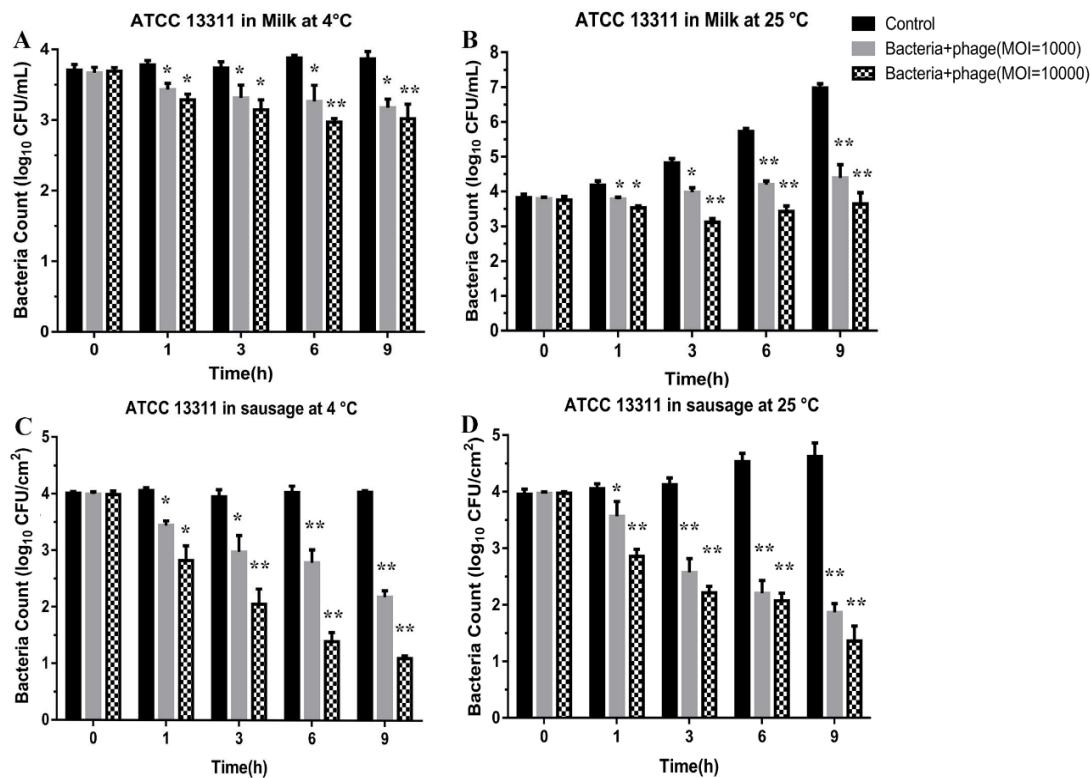 A
ATCC 13311 in Milk at 4°C
Bacteria Count (log10 CFU/mL)
4
3
2
1
0
0 1 3 6 9
Time(h)
* * * * * ** * **
B
ATCC 13311 in Milk at 25 °C
Bacteria Count (log10 CFU/mL)
7
6
5
4
3
2
1
0
0 1 3 6 9
Time(h)
* * * ** ** ** ** **
Control
Bacteria+phage(MOI=1000)
Bacteria+phage(MOI=10000)
C
ATCC 13311 in sausage at 4 °C
Bacteria Count (log10 CFU/cm2)
5
4
3
2
1
0
0 1 3 6 9
Time(h)
* * * ** ** ** ** **
D
ATCC 13311 in sausage at 25 °C
Bacteria Count (log10 CFU/cm2)
5
4
3
2
1
0
0 1 3 6 9
Time(h)
* ** ** ** ** ** ** **